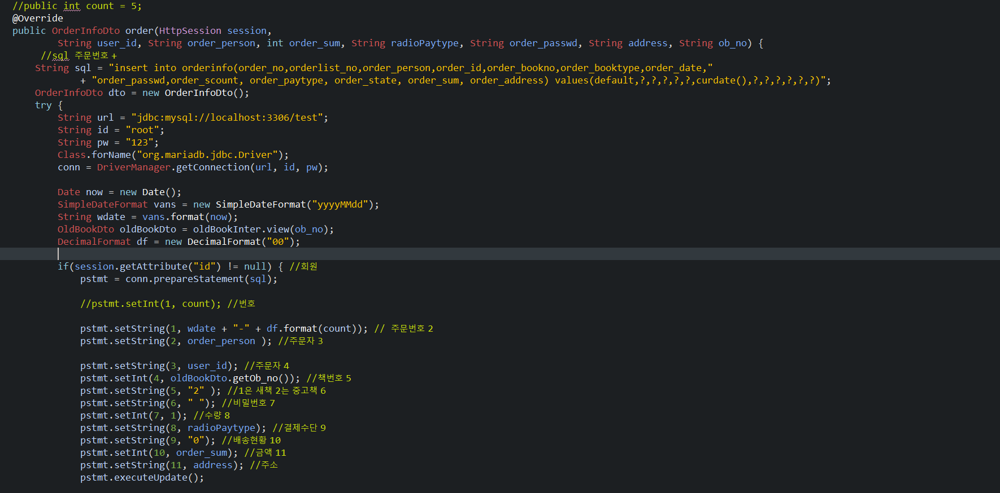 //public int count = 5;
@Override
public OrderInfoDto order(HttpSession session,
String user_id, String order_person, int order_sum, String radioPaytype, String order_passwd, String address, String ob_no) {
//sql 주문번호 +
String sql = "insert into orderinfo(order_no,orderlist_no,order_person,order_id,order_bookno,order_booktype,order_date,"
+ "order_passwd,order_scount, order_paytype, order_state, order_sum, order_address) values(default,?,?,?,?,?,curdate(),?,?,?,?,?,?)";
OrderInfoDto dto = new OrderInfoDto();
try {
String url = "jdbc:mysql://localhost:3306/test";
String id = "root";
String pw = "123";
Class.forName("org.mariadb.jdbc.Driver");
conn = DriverManager.getConnection(url, id, pw);
Date now = new Date();
SimpleDateFormat vans = new SimpleDateFormat("yyyyMMdd");
String wdate = vans.format(now);
OldBookDto oldBookDto = oldBookInter.view(ob_no);
DecimalFormat df = new DecimalFormat("00");
if(session.getAttribute("id") != null) { //회원
pstmt = conn.prepareStatement(sql);
//pstmt.setInt(1, count); //번호
pstmt.setString(1, wdate + "-" + df.format(count)); // 주문번호 2
pstmt.setString(2, order_person ); //주문자 3
pstmt.setString(3, user_id); //주문자 4
pstmt.setInt(4, oldBookDto.getOb_no()); //책번호 5
pstmt.setString(5, "2" ); //1은 새책 2는 중고책 6
pstmt.setString(6, " "); //비밀번호 7
pstmt.setInt(7, 1); //수량 8
pstmt.setString(8, radioPaytype); //결제수단 9
pstmt.setString(9, "0"); //배송현황 10
pstmt.setInt(10, order_sum); //금액 11
pstmt.setString(11, address); //주소
pstmt.executeUpdate();